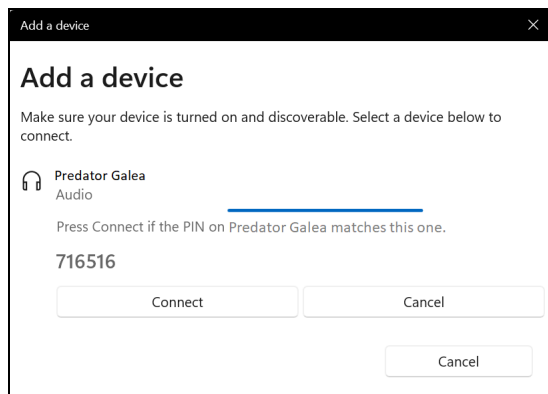 Add a device
Add a device
Make sure your device is turned on and discoverable. Select a device below to
connect.
Predator Galea
Audio
Press Connect if the PIN on Predator Galea matches this one.
716516
Connect
Cancel
Cancel